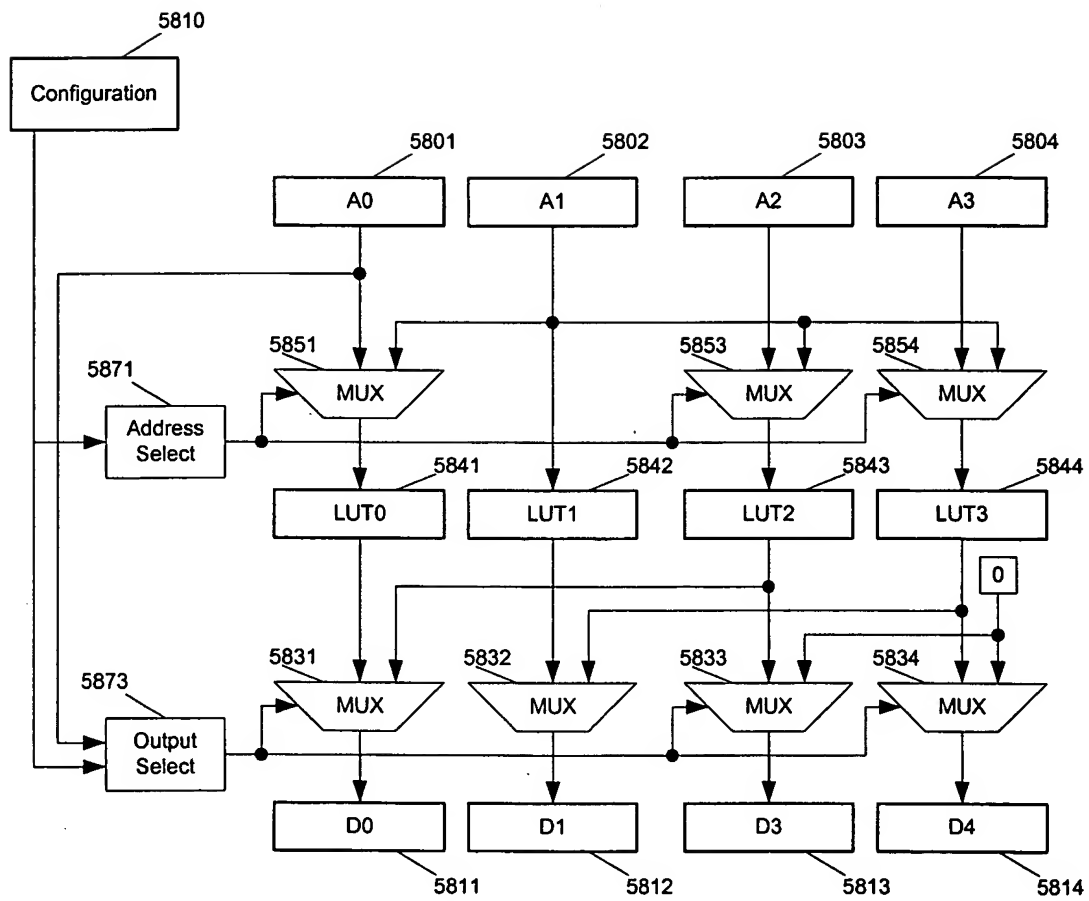 5810
Configuration
5801
5802
5803
5804
A0
A1
A2
A3
5851
5853
5854
5871
MUX
MUX
MUX
Address
Select
5841
5842
5843
5844
LUT0
LUT1
LUT2
LUT3
0
5831
5832
5833
5834
5873
MUX
MUX
MUX
MUX
Output
Select
D0
D1
D3
D4
5811
5812
5813
5814